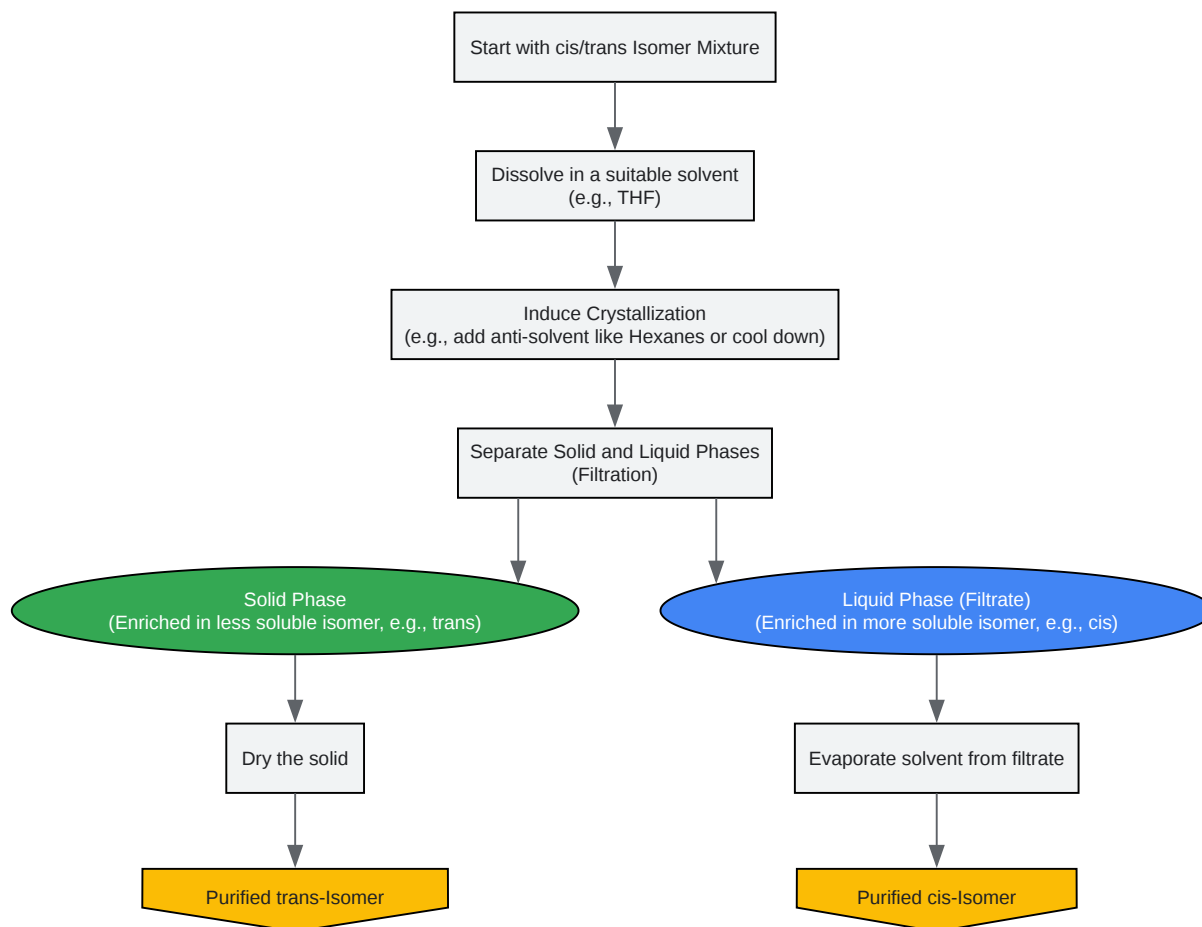 Start with cis/trans Isomer Mixture
Dissolve in a suitable solvent
(e.g., THF)
Induce Crystallization
(e.g., add anti-solvent like Hexanes or cool down)
Separate Solid and Liquid Phases
(Filtration)
Solid Phase
(Enriched in less soluble isomer, e.g., trans)
Liquid Phase (Filtrate)
(Enriched in more soluble isomer, e.g., cis)
Dry the solid
Evaporate solvent from filtrate
Purified trans-Isomer
Purified cis-Isomer